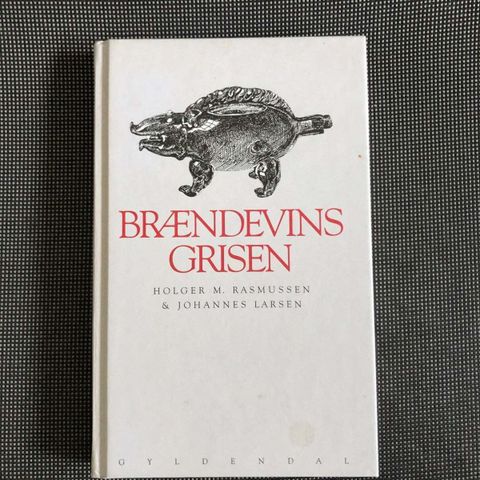 BRÆNDEVINS
GRISEN
HOLGER M. RASMUSSEN
& JOHANNES LARSEN
GYLDENDAL